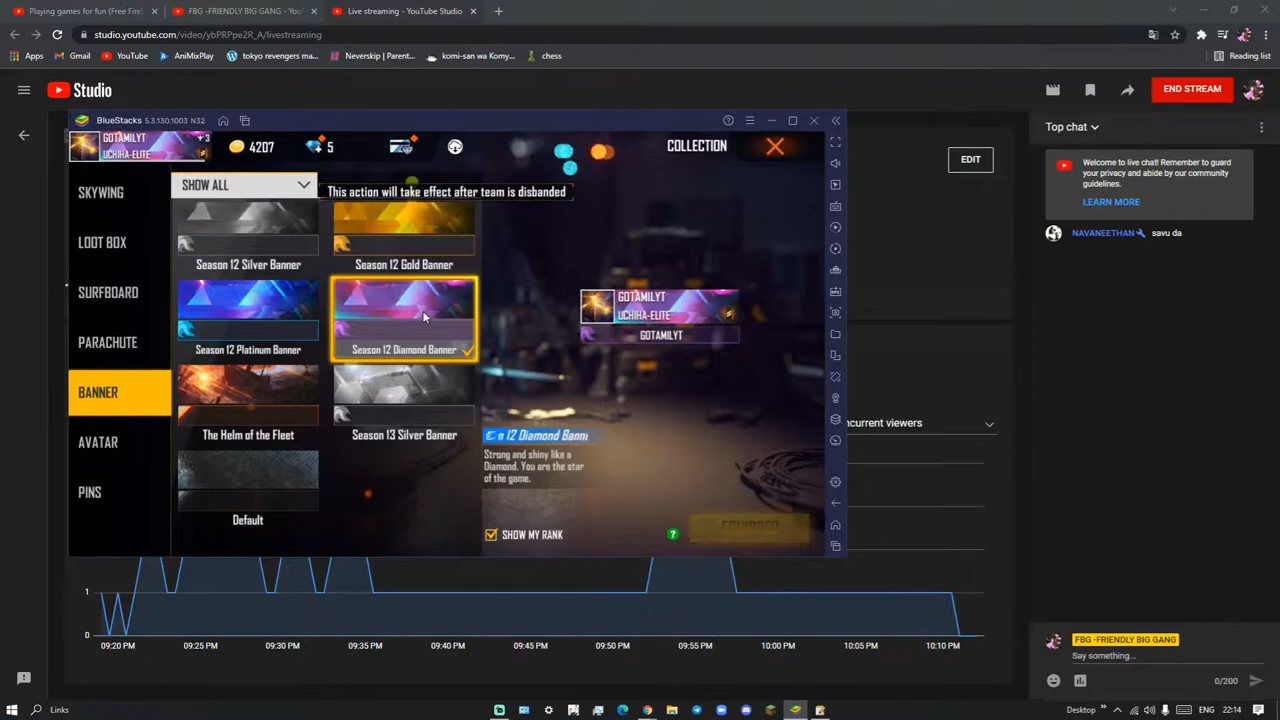 Playing games for fun (Free Fire)
FBG -FRIENDLY BIG GANG - You
Live streaming - YouTube Studio
studio.youtube.com/video/ybPRPpe2R_A/livestreaming
Apps
Gmail
YouTube
AniMixPlay
tokyo revengers ma...
Neverskip | Parent...
komi-san wa Komy...
chess
Reading list
Studio
END STREAM
BlueStacks
5.3.130.1003 N32
GOTAMILYT
+3
UCHIHA-ELITE
4207
5
COLLECTION
EDIT
Top chat
Welcome to live chat! Remember to guard
your privacy and abide by our community
guidelines.
LEARN MORE
NAVANEETHAN savu da
SKYWING
LOOT BOX
SURFBOARD
PARACHUTE
BANNER
AVATAR
PINS
SHOW ALL
This action will take effect after team is disbanded
Season 12 Silver Banner
Season 12 Gold Banner
Season 12 Platinum Banner
Season 12 Diamond Banner
The Helm of the Fleet
Season 13 Silver Banner
Default
GOTAMILYT
UCHIHA-ELITE
GOTAMILYT
n 12 Diamond Bann
Strong and shiny like a
Diamond. You are the star
of the game.
SHOW MY RANK
?
EQUIPPED
ncurrent viewers
1
0
09:20 PM
09:25 PM
09:30 PM
09:35 PM
09:40 PM
09:45 PM
09:50 PM
09:55 PM
10:00 PM
10:05 PM
10:10 PM
FBG -FRIENDLY BIG GANG
Say something...
0/200
Links
Desktop
ENG
22:14